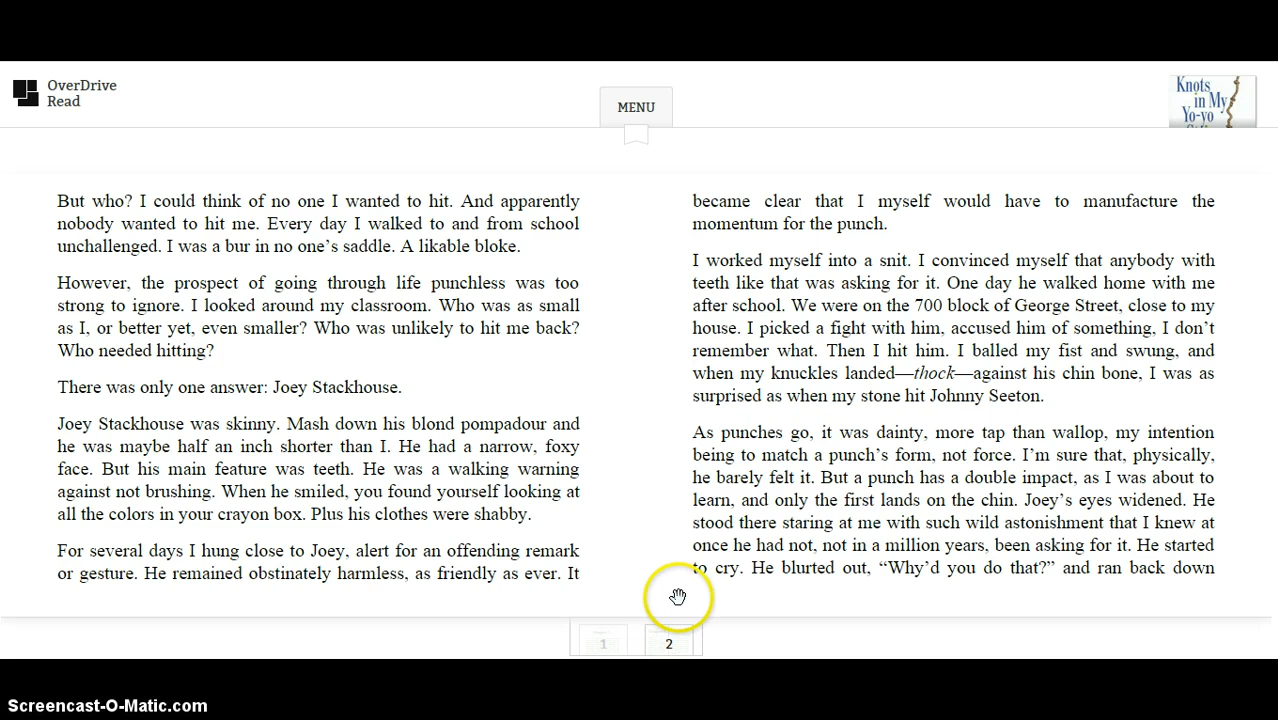 OverDrive
Read
MENU
Knots
in My
Yo-yo
But who? I could think of no one I wanted to hit. And apparently
nobody wanted to hit me. Every day I walked to and from school
unchallenged. I was a bur in no one’s saddle. A likable bloke.
However, the prospect of going through life punchless was too
strong to ignore. I looked around my classroom. Who was as small
as I, or better yet, even smaller? Who was unlikely to hit me back?
Who needed hitting?
There was only one answer: Joey Stackhouse.
Joey Stackhouse was skinny. Mash down his blond pompadour and
he was maybe half an inch shorter than I. He had a narrow, foxy
face. But his main feature was teeth. He was a walking warning
against not brushing. When he smiled, you found yourself looking at
all the colors in your crayon box. Plus his clothes were shabby.
For several days I hung close to Joey, alert for an offending remark
or gesture. He remained obstinately harmless, as friendly as ever. It
became clear that I myself would have to manufacture the
momentum for the punch.
I worked myself into a snit. I convinced myself that anybody with
teeth like that was asking for it. One day he walked home with me
after school. We were on the 700 block of George Street, close to my
house. I picked a fight with him, accused him of something, I don’t
remember what. Then I hit him. I balled my fist and swung, and
when my knuckles landed—thock—against his chin bone, I was as
surprised as when my stone hit Johnny Seeton.
As punches go, it was dainty, more tap than wallop, my intention
being to match a punch’s form, not force. I’m sure that, physically,
he barely felt it. But a punch has a double impact, as I was about to
learn, and only the first lands on the chin. Joey’s eyes widened. He
stood there staring at me with such wild astonishment that I knew at
once he had not, not in a million years, been asking for it. He started
to cry. He blurted out, “Why’d you do that?” and ran back down
1
2
Screencast-O-Matic.com